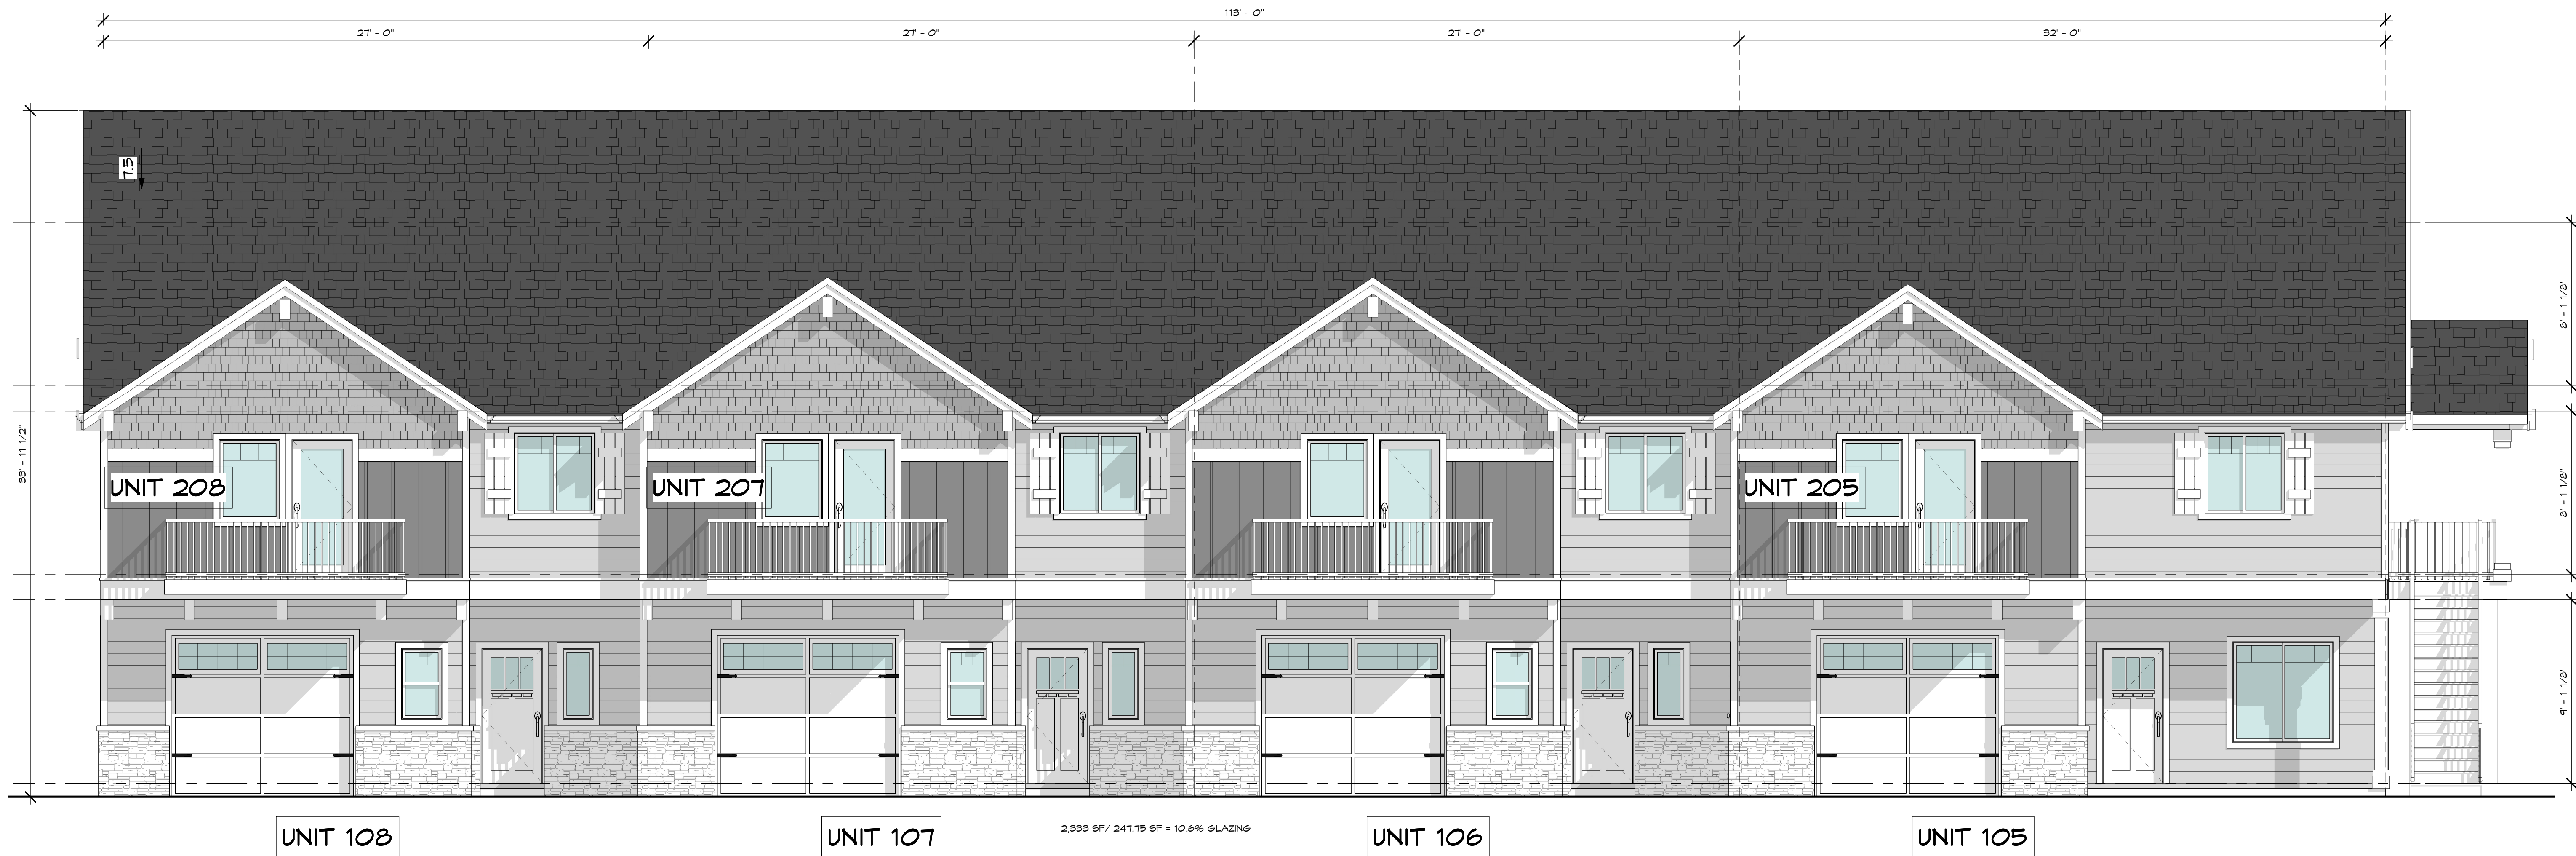 113' - 0"
27' - 0"
27' - 0"
27' - 0"
32' - 0"
7.5
33' - 11 1/2"
8' - 1 1/8"
8' - 1 1/8"
9' - 1 1/8"
UNIT 208
UNIT 207
UNIT 205
UNIT 108
UNIT 107
2,333 SF/ 247.75 SF = 10.6% GLAZING
UNIT 106
UNIT 105